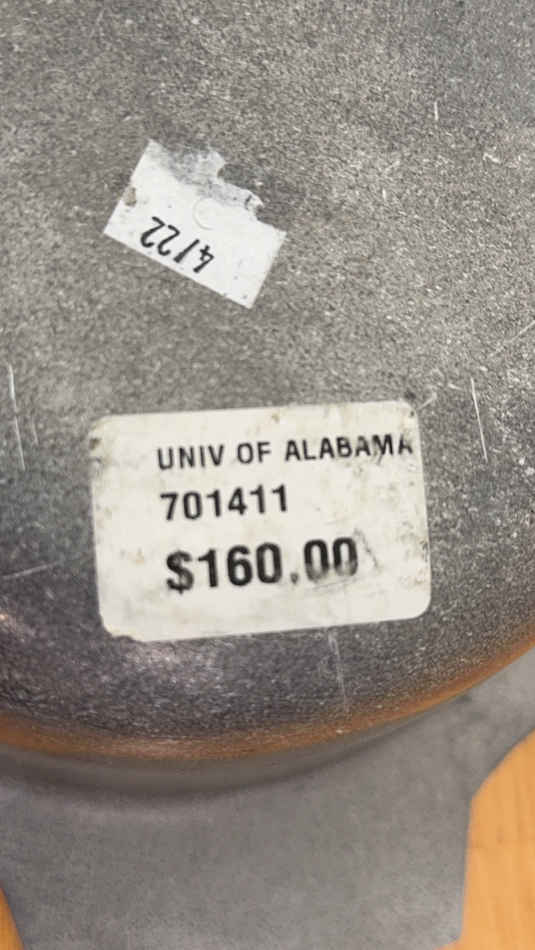 4/22
UNIV OF ALABAMA
701411
$160.00